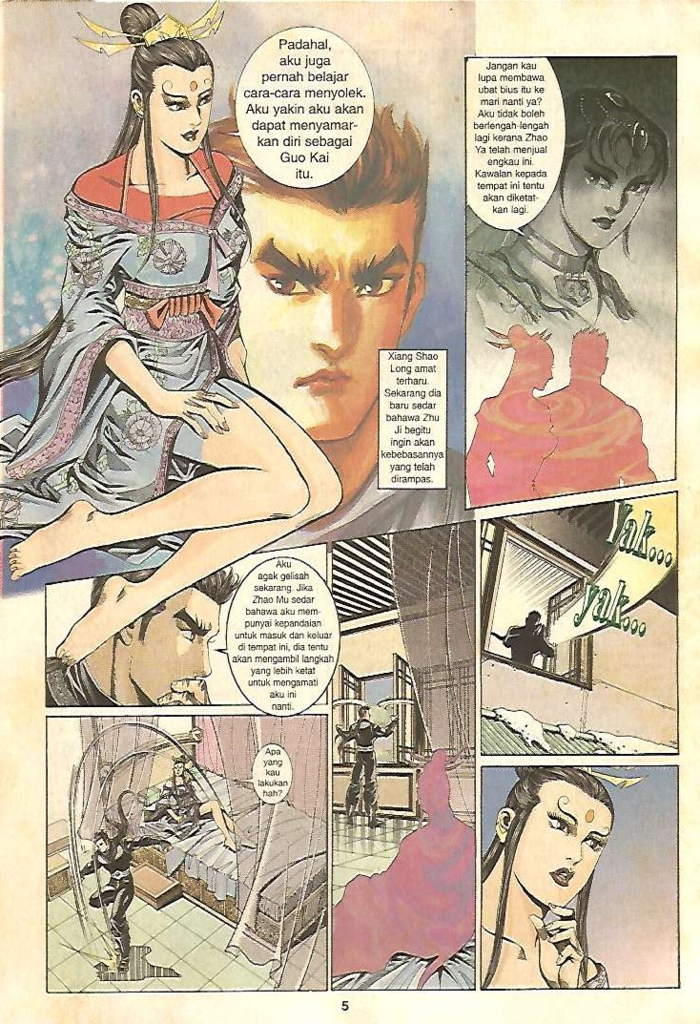 Padahal,
aku juga
pernah belajar
cara-cara menyolek.
Aku yakin aku akan
dapat menyamar-
kan diri sebagai
Guo Kai
itu.
Jangan kau
lupa membawa
ubat bius itu ke
mari nanti ya?
Aku tidak boleh
berlengah-lengah
lagi kerana Zhao
Ya telah menjual
engkau ini.
Kawalan kepada
tempat ini tentu
akan diketat-
kan lagi.
Xiang Shao
Long amat
terharu.
Sekarang dia
baru sedar
bahawa Zhu
Ji begitu
ingin akan
kebebasannya
yang telah
dirampas.
Aku
agak gelisah
sekarang. Jika
Zhao Mu sedar
bahawa aku mem-
punyai kepandaian
untuk masuk dan keluar
di tempat ini, dia tentu
akan mengambil langkah
yang lebih ketat
untuk mengamati
aku ini
nanti.
Yak...
yak...
Apa
yang
kau
lakukan
hah?
5